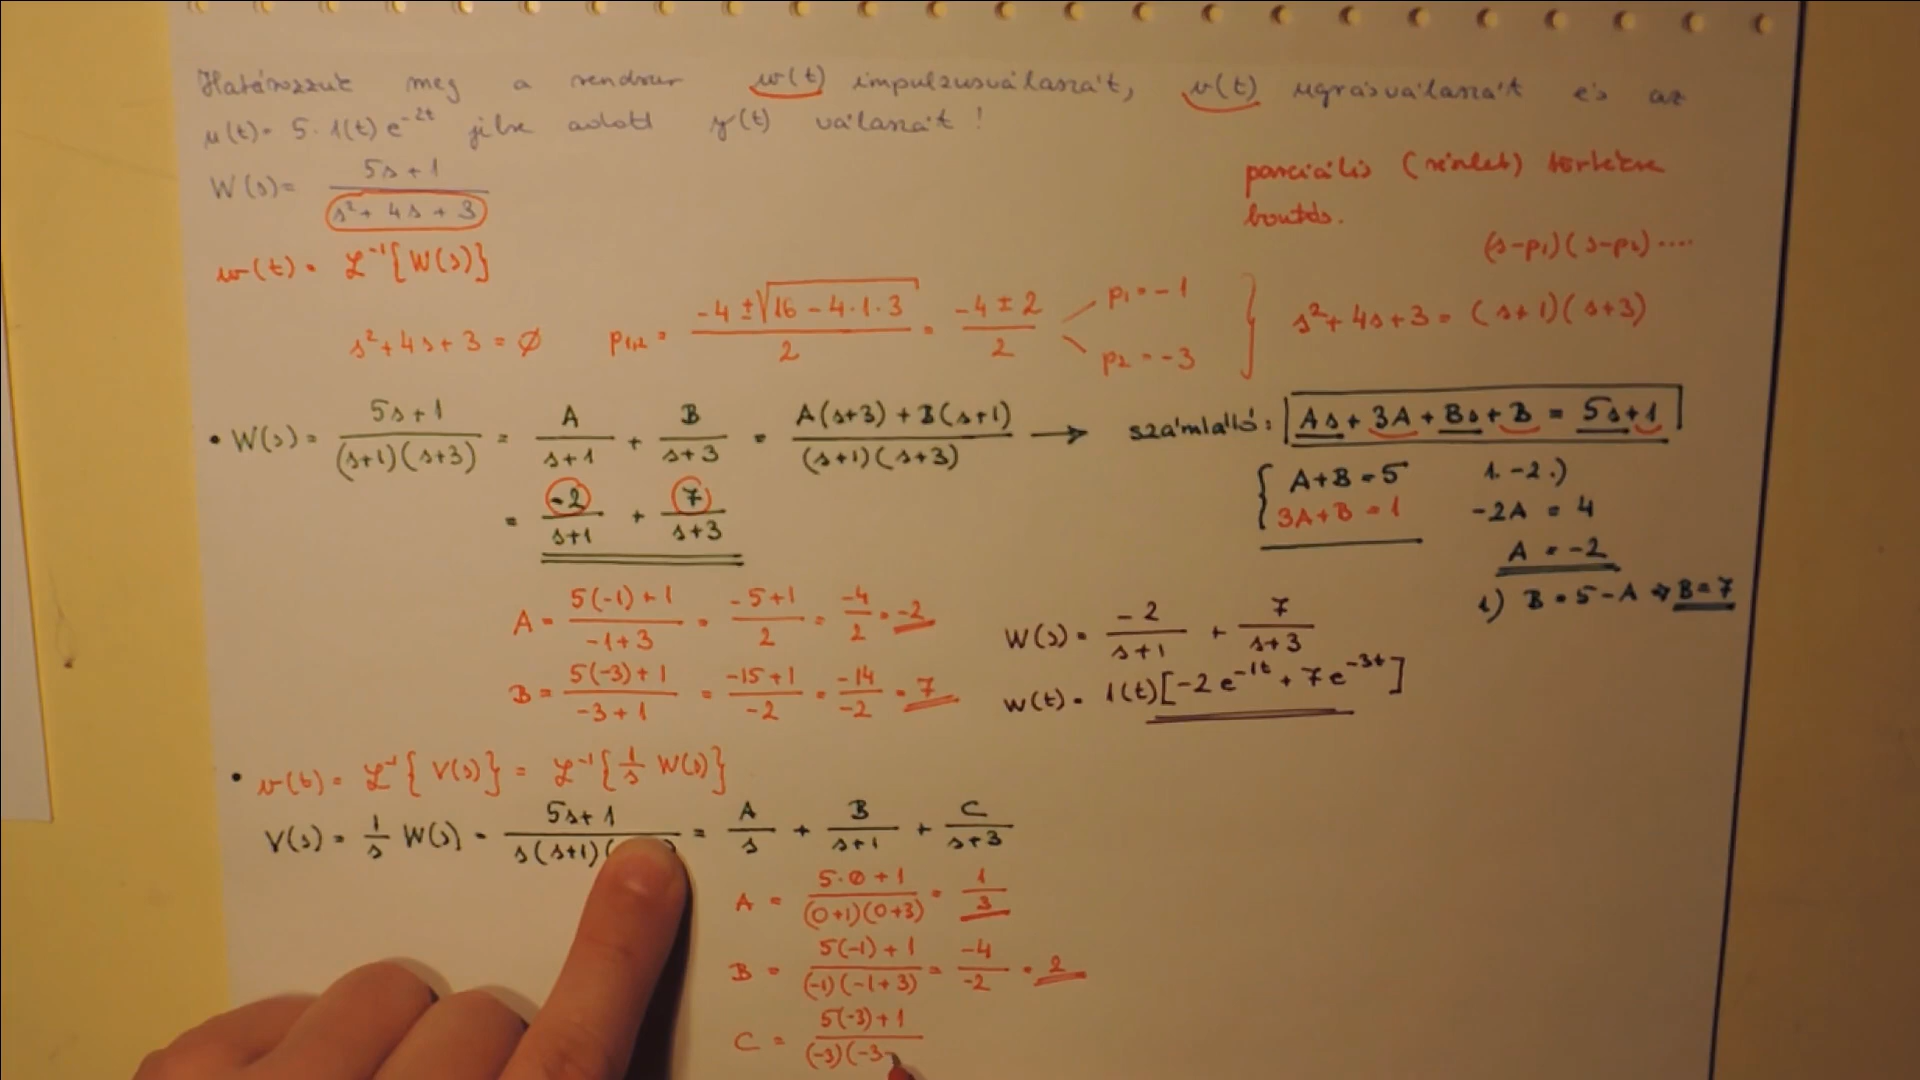 Határozzuk meg a rendszer w(t) impulzusválaszát, v(t) ugrásválaszát és az
u(t) = 5·1(t) e^-2t jelre adott y(t) válaszát!
W(s) = (5s+1)/(s²+4s+3)
parciális (részlet) törtekre
bontás.
(s-p₁)(s-p₂)....
w(t) = ℒ⁻¹{W(s)}
s²+4s+3 = ∅ p₁,₂ = (-4 ± √(16-4·1·3))/2 = (-4 ± 2)/2 p₁ = -1 p₂ = -3 } s²+4s+3 = (s+1)(s+3)
• W(s) = (5s+1)/((s+1)(s+3)) = A/(s+1) + B/(s+3) = (A(s+3) + B(s+1))/((s+1)(s+3)) → számláló: As + 3A + Bs + B = 5s+1
= -2/(s+1) + 7/(s+3)
{ A+B = 5 1.-2.)
3A+B = 1 -2A = 4
A = -2
1) B = 5-A ⇒ B = 7
A = (5(-1)+1)/(-1+3) = (-5+1)/2 = -4/2 = -2
B = (5(-3)+1)/(-3+1) = (-15+1)/-2 = -14/-2 = 7
W(s) = -2/(s+1) + 7/(s+3)
w(t) = 1(t)[-2e^-1t + 7e^-3t]
• v(t) = ℒ⁻¹{V(s)} = ℒ⁻¹{1/s W(s)}
V(s) = 1/s W(s) = (5s+1)/(s(s+1)( = A/s + B/(s+1) + C/(s+3)
A = (5·0+1)/((0+1)(0+3)) = 1/3
B = (5(-1)+1)/((-1)(-1+3)) = -4/-2 = 2
C = (5(-3)+1)/((-3)(-3